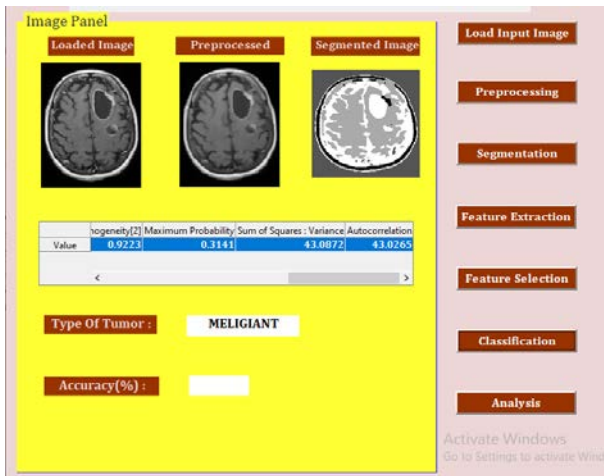 Image Panel
Loaded Image
Preprocessed
Segmented Image
nogeneity[2] Maximum Probability Sum of Squares : Variance Autocorrelation
Value 0.9223 0.3141 43.0872 43.0265
Type Of Tumor :
MELIGIANT
Accuracy(%) :
Load Input Image
Preprocessing
Segmentation
Feature Extraction
Feature Selection
Classification
Analysis
Activate Windows
Go to Settings to activate Wind